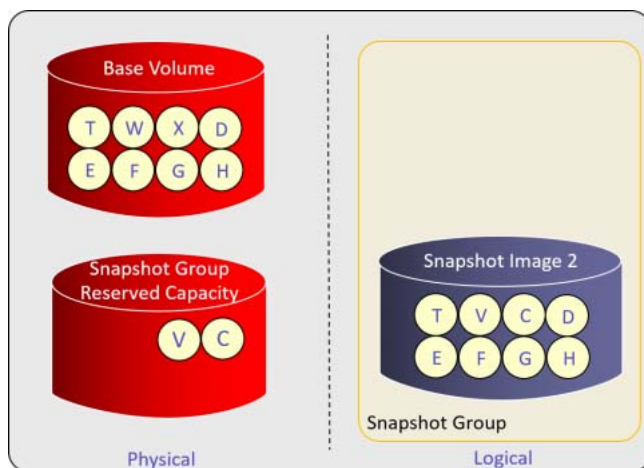 Base Volume
T W X D
E F G H
Snapshot Group
Reserved Capacity
V C
Physical
Snapshot Image 2
T V C D
E F G H
Snapshot Group
Logical